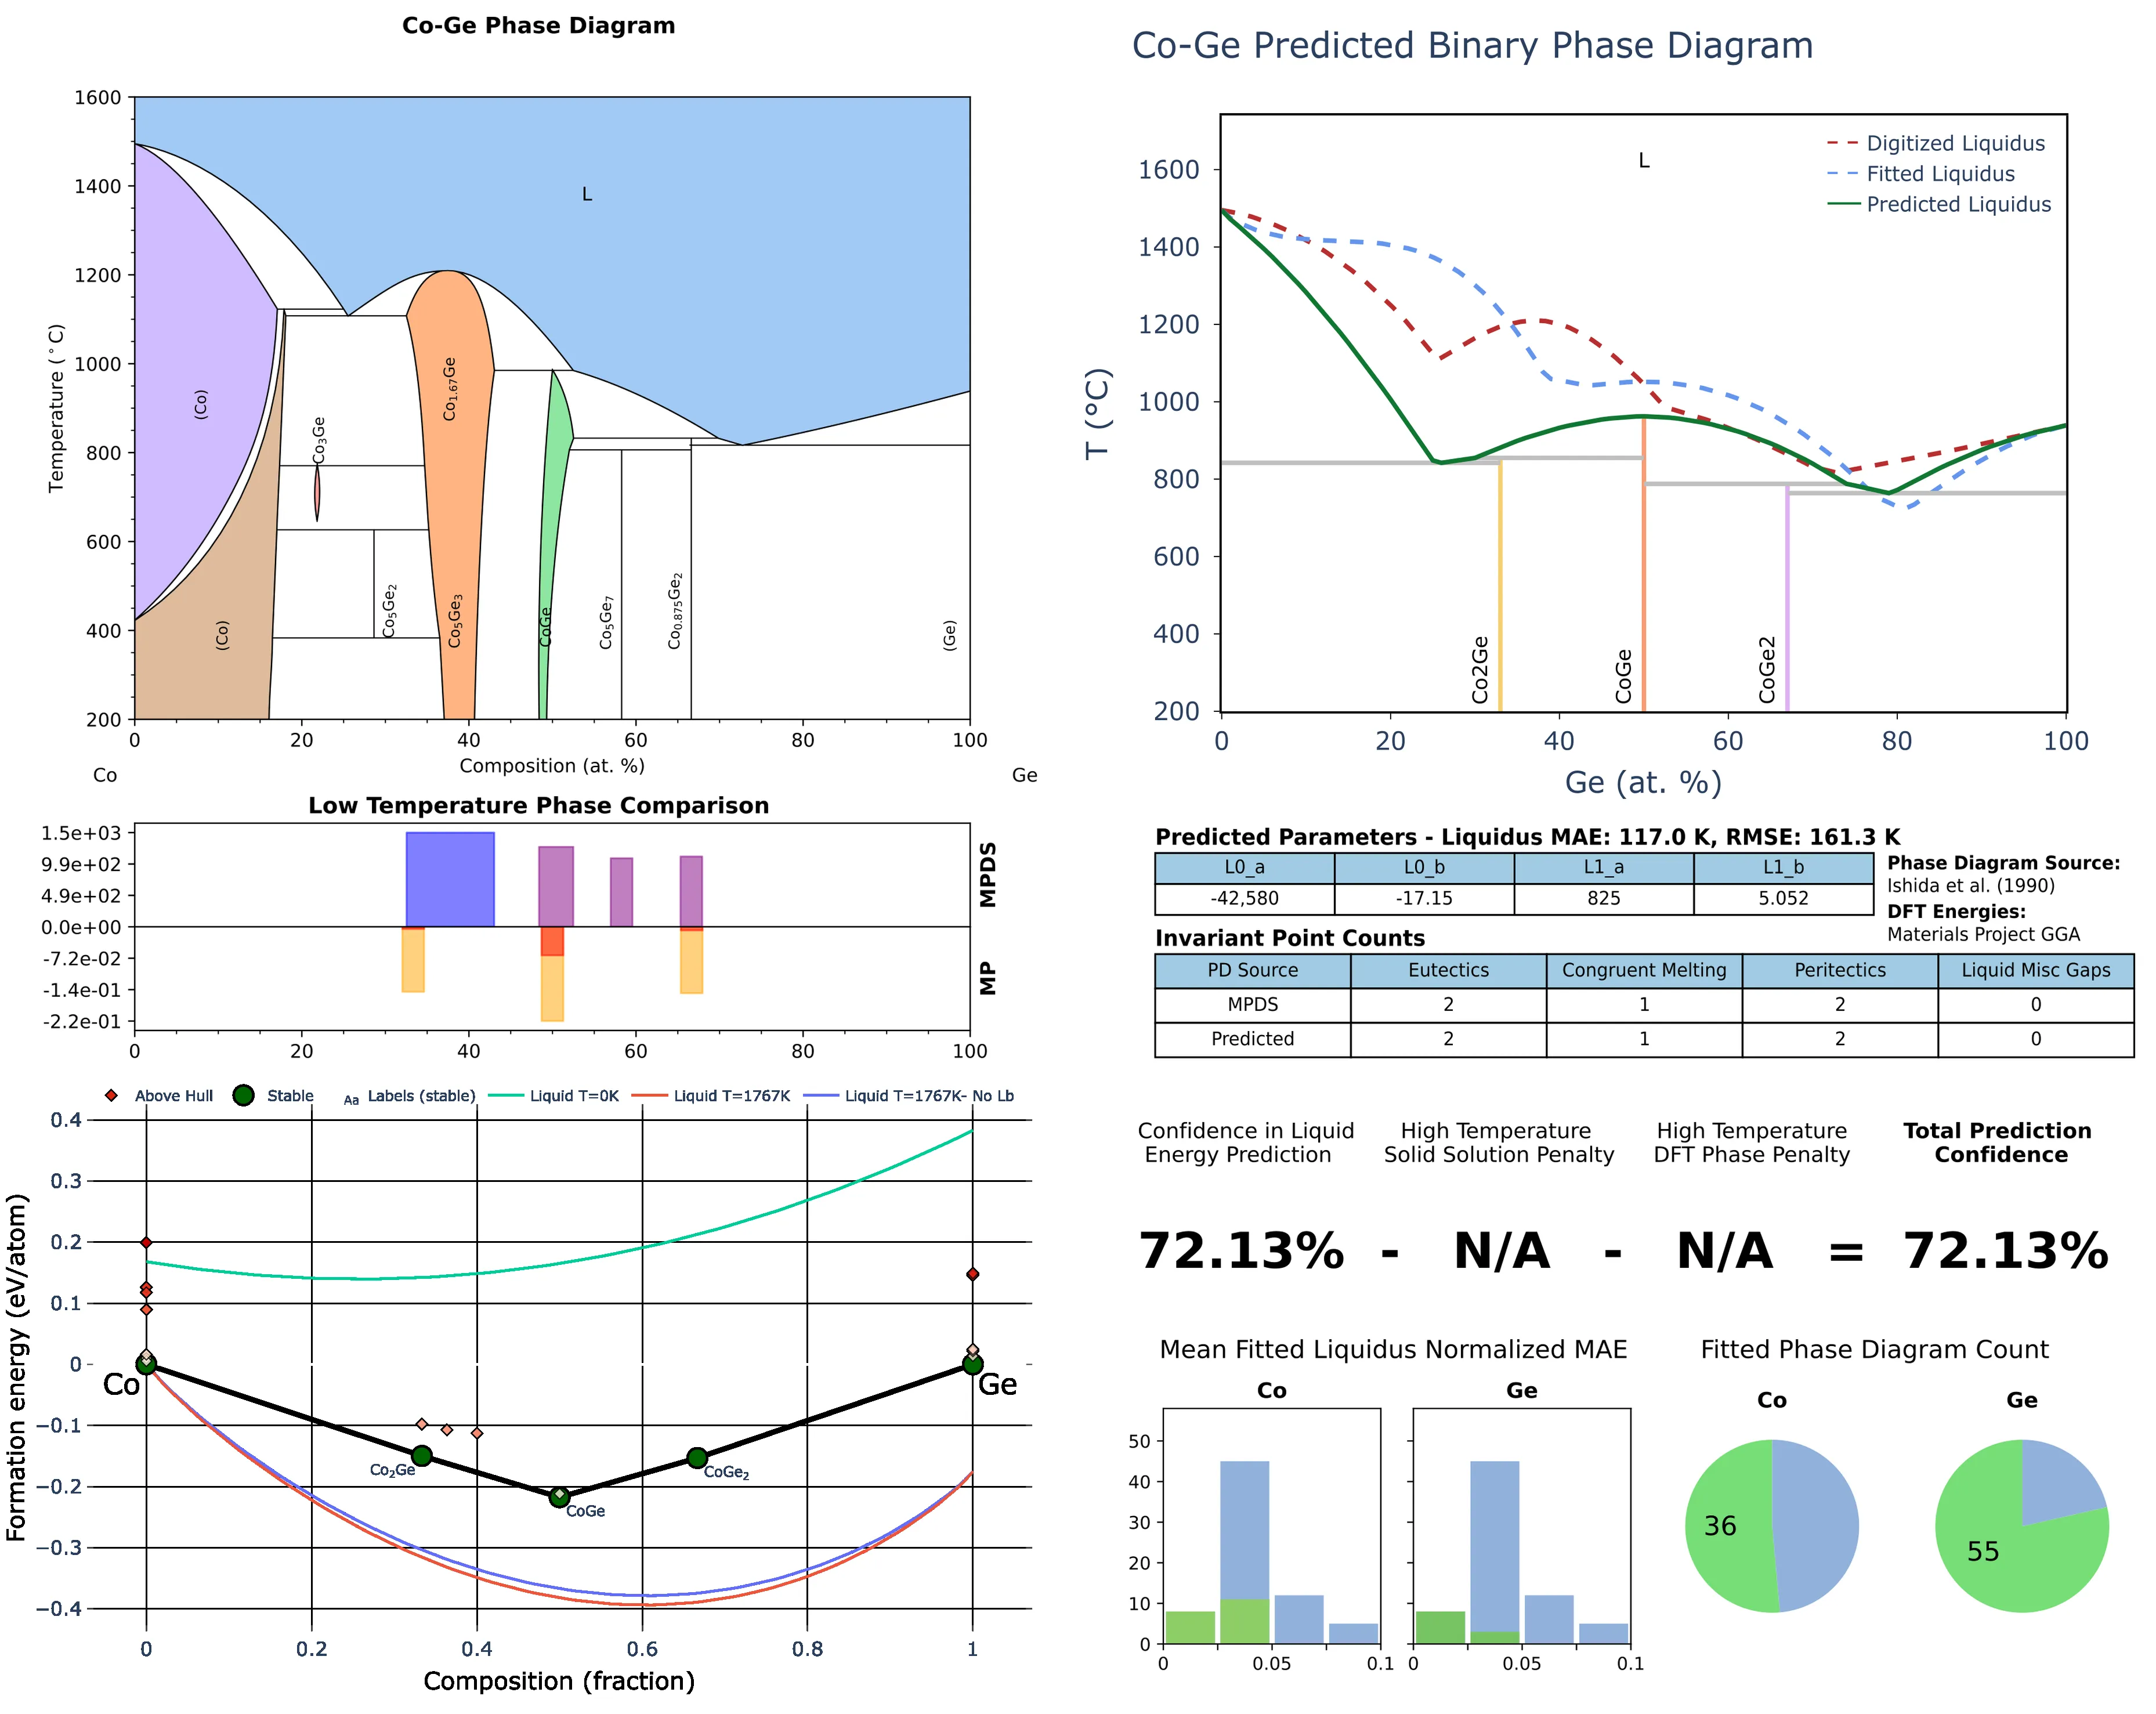 Co-Ge Phase Diagram
1600
1400
1200
1000
800
600
400
200
Temperature (°C)
L
(Co)
(Co)
Co3Ge
Co5Ge2
Co1.67Ge
Co5Ge3
CoGe
Co5Ge7
Co0.875Ge2
(Ge)
0 20 40 60 80 100
Composition (at. %)
Co Ge
Co-Ge Predicted Binary Phase Diagram
1600
1400
1200
1000
800
600
400
200
T (°C)
L
Digitized Liquidus
Fitted Liquidus
Predicted Liquidus
Co2Ge
CoGe
CoGe2
0 20 40 60 80 100
Ge (at. %)
Low Temperature Phase Comparison
1.5e+03
9.9e+02
4.9e+02
0.0e+00
-7.2e-02
-1.4e-01
-2.2e-01
MPDS
MP
0 20 40 60 80 100
Predicted Parameters - Liquidus MAE: 117.0 K, RMSE: 161.3 K
L0_a L0_b L1_a L1_b
-42,580 -17.15 825 5.052
Phase Diagram Source:
Ishida et al. (1990)
DFT Energies:
Materials Project GGA
Invariant Point Counts
PD Source Eutectics Congruent Melting Peritectics Liquid Misc Gaps
MPDS 2 1 2 0
Predicted 2 1 2 0
Above Hull Stable Aa Labels (stable) Liquid T=0K Liquid T=1767K Liquid T=1767K- No Lb
0.4
0.3
0.2
0.1
0
−0.1
−0.2
−0.3
−0.4
Formation energy (eV/atom)
Co
Ge
Co2Ge
CoGe
CoGe2
0 0.2 0.4 0.6 0.8 1
Composition (fraction)
Confidence in Liquid
Energy Prediction
High Temperature
Solid Solution Penalty
High Temperature
DFT Phase Penalty
Total Prediction
Confidence
72.13% - N/A - N/A = 72.13%
Mean Fitted Liquidus Normalized MAE
Co Ge
50
40
30
20
10
0
0 0.05 0.1 0 0.05 0.1
Fitted Phase Diagram Count
Co Ge
36
55